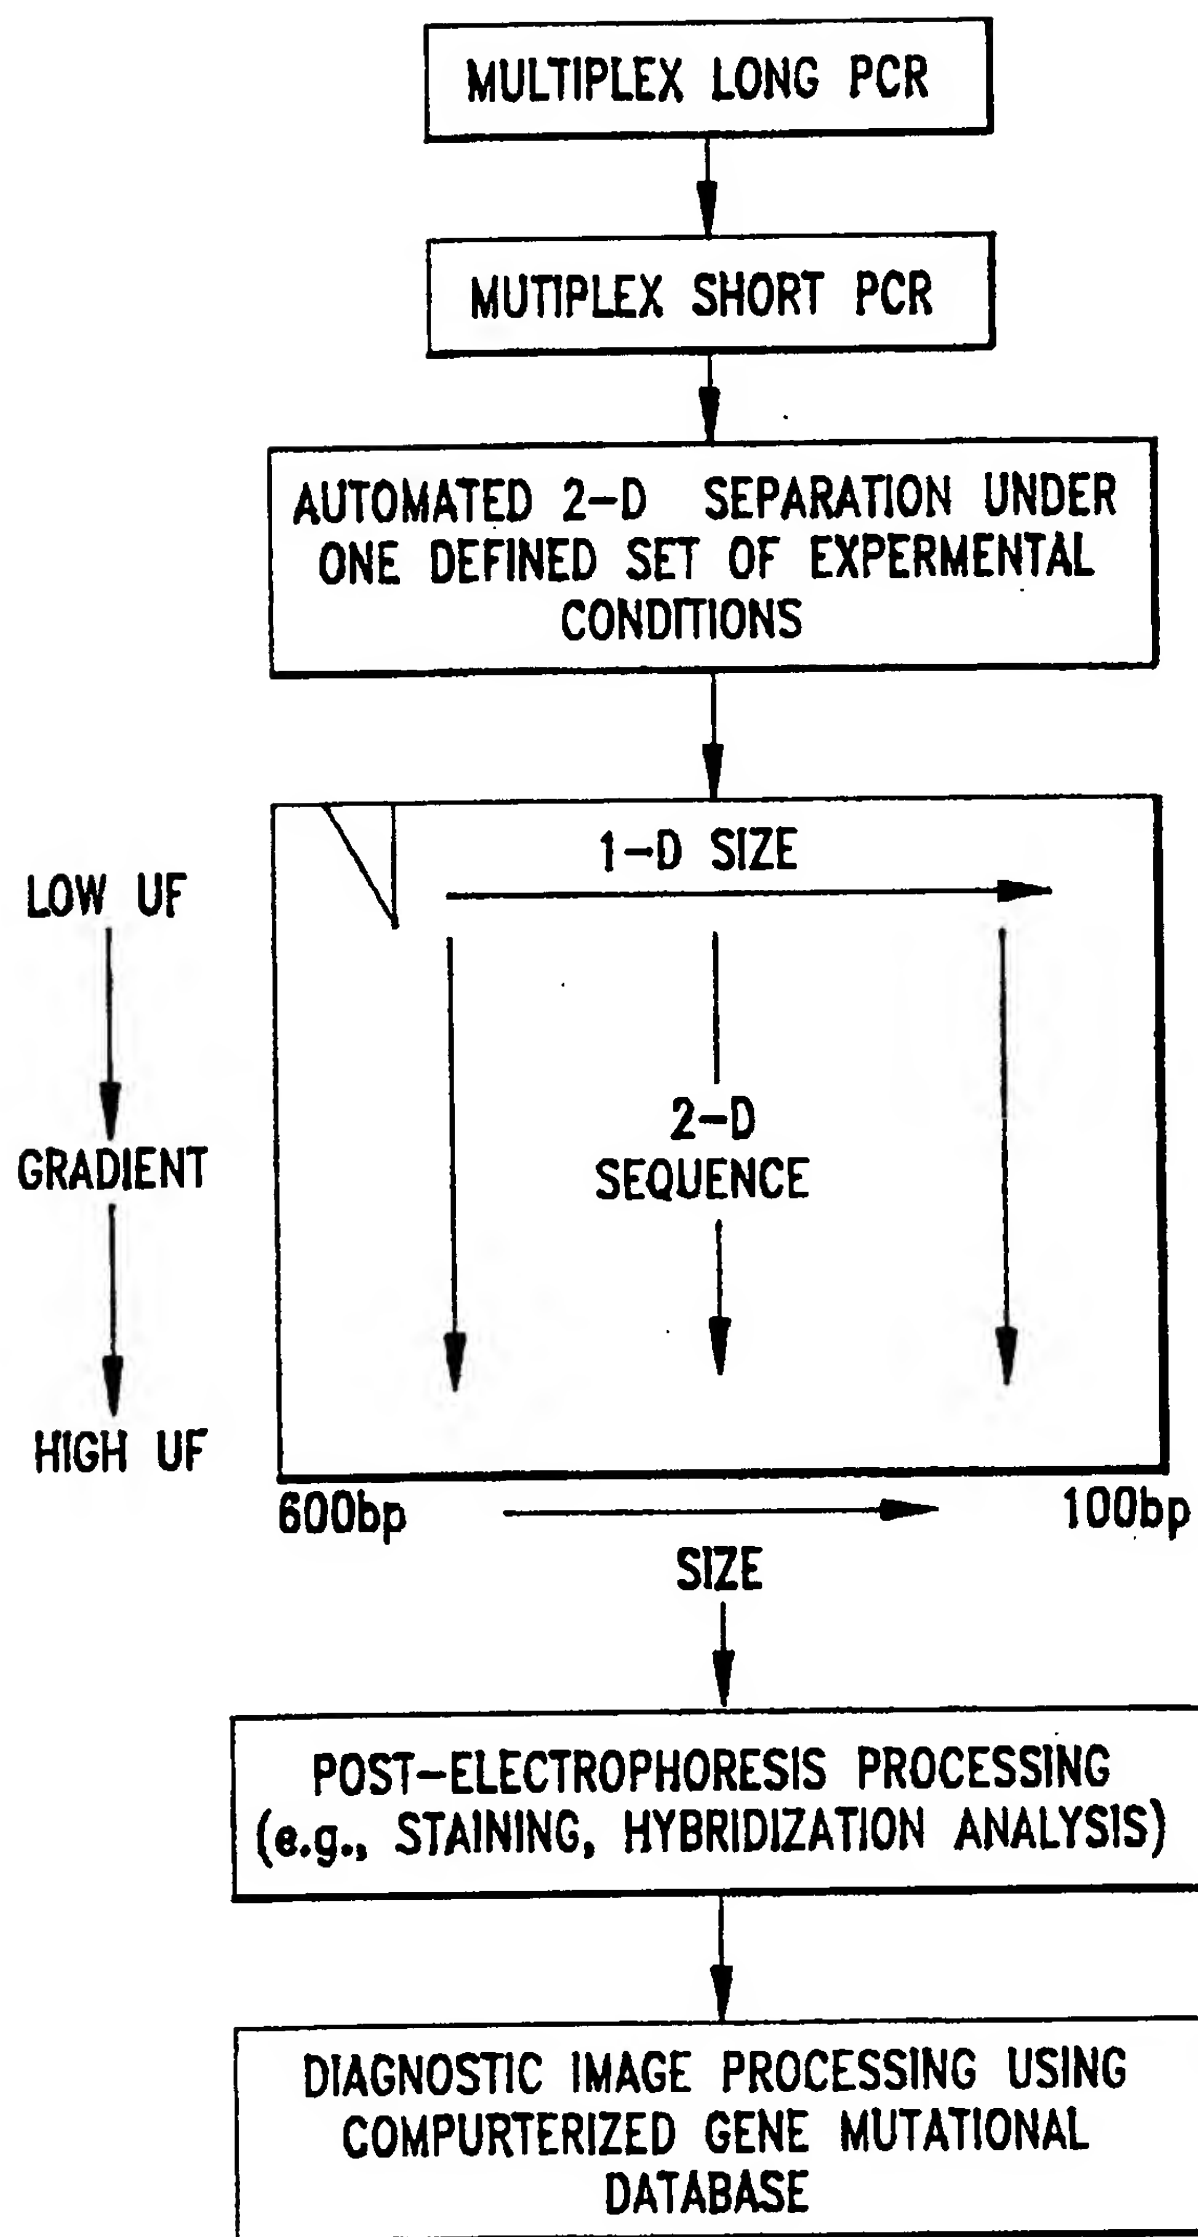 MULTIPLEX LONG PCR
MUTIPLEX SHORT PCR
AUTOMATED 2-D SEPARATION UNDER
ONE DEFINED SET OF EXPERMENTAL
CONDITIONS
1-D SIZE
LOW UF
2-D
SEQUENCE
GRADIENT
HIGH UF
600bp
100bp
SIZE
POST-ELECTROPHORESIS PROCESSING
(e.g., STAINING, HYBRIDIZATION ANALYSIS)
DIAGNOSTIC IMAGE PROCESSING USING
COMPURTERIZED GENE MUTATIONAL
DATABASE